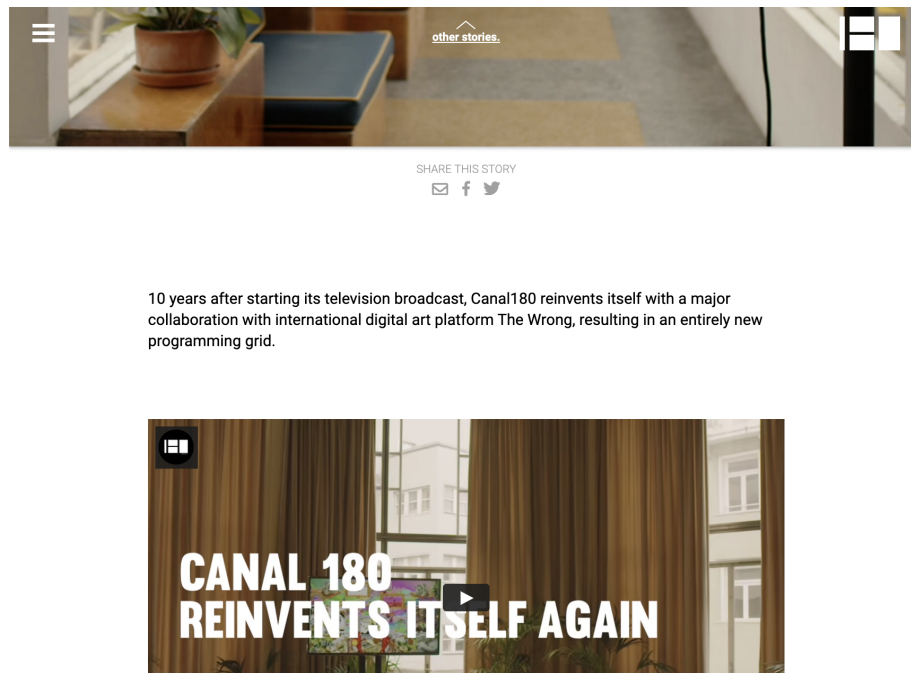 other stories.
SHARE THIS STORY
10 years after starting its television broadcast, Canal180 reinvents itself with a major
collaboration with international digital art platform The Wrong, resulting in an entirely new
programming grid.
CANAL 180
REINVENTS ITSELF AGAIN